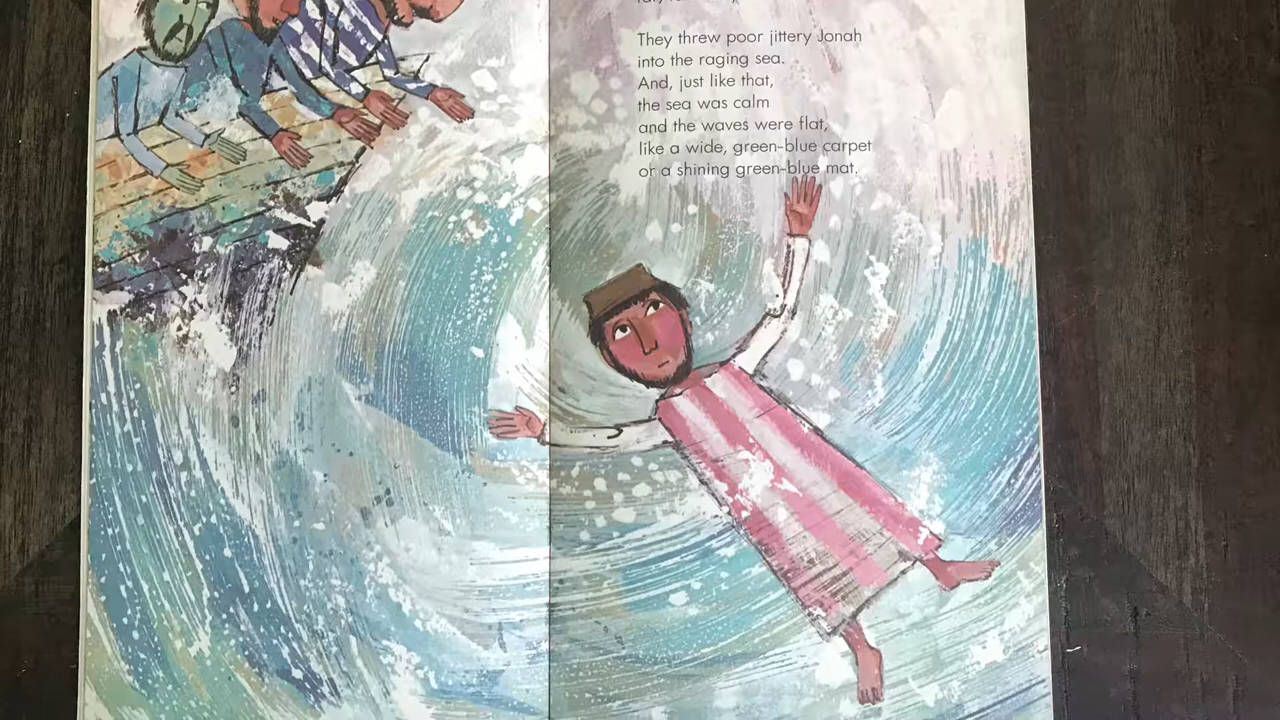 They threw poor jittery Jonah
into the raging sea.
And, just like that,
the sea was calm
and the waves were flat,
like a wide, green-blue carpet
or a shining green-blue mat.